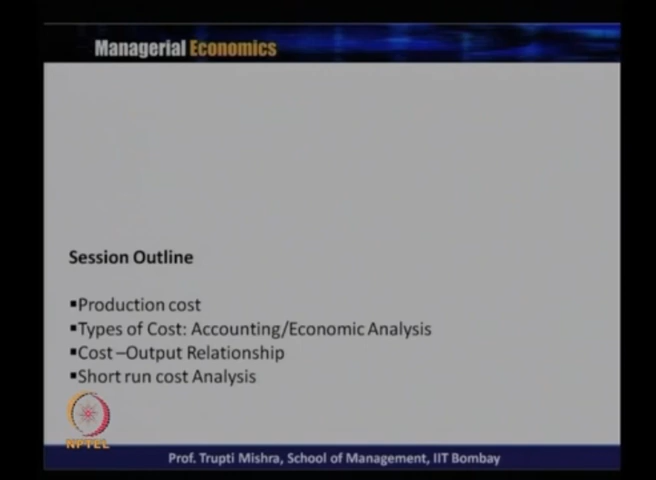 Managerial Economics
Session Outline
▪Production cost
▪Types of Cost: Accounting/Economic Analysis
▪Cost –Output Relationship
▪Short run cost Analysis
NPTEL
Prof. Trupti Mishra, School of Management, IIT Bombay